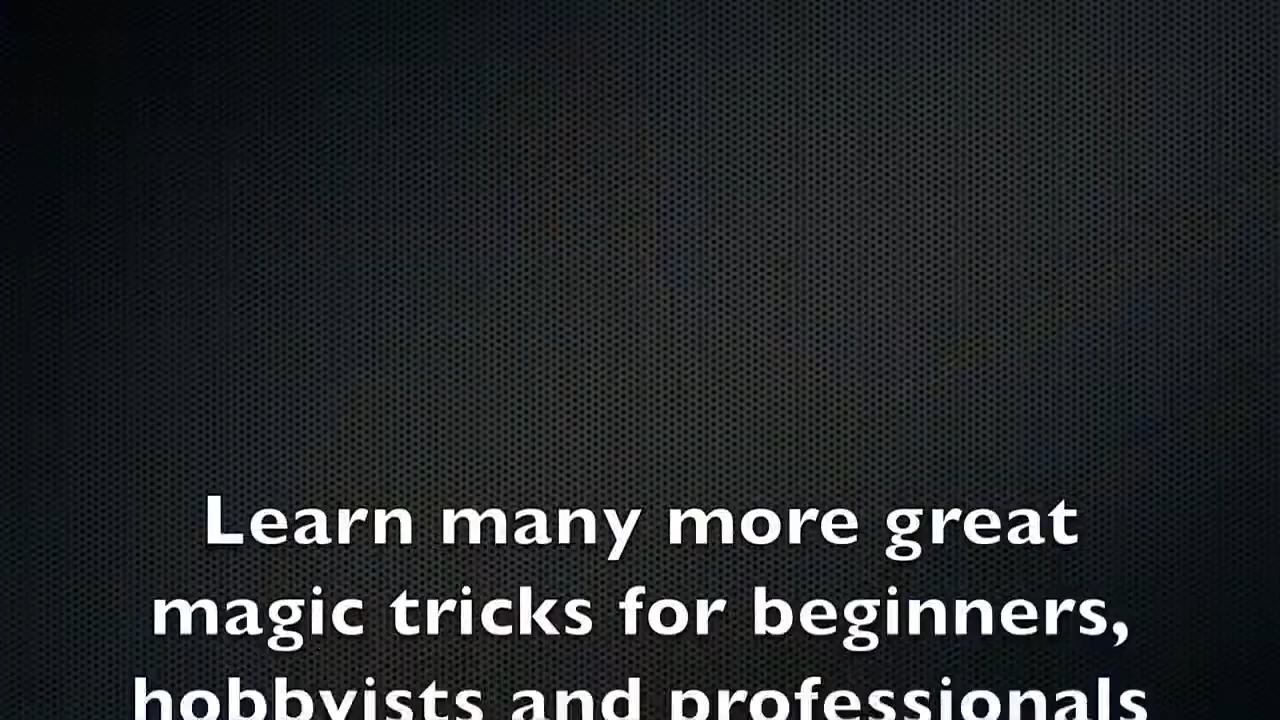 Learn many more great
magic tricks for beginners,
hobbyists and professionals